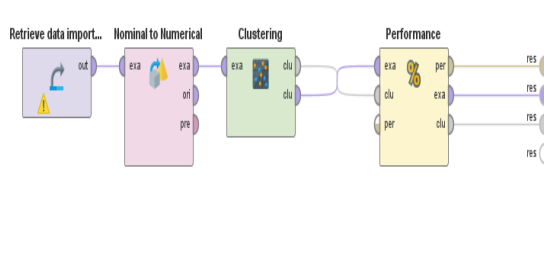 Retrieve data import...
Nominal to Numerical
Clustering
Performance
out
exa
exa
ori
pre
exa
clu
clu
exa
clu
per
per
exa
clu
res
res
res
res